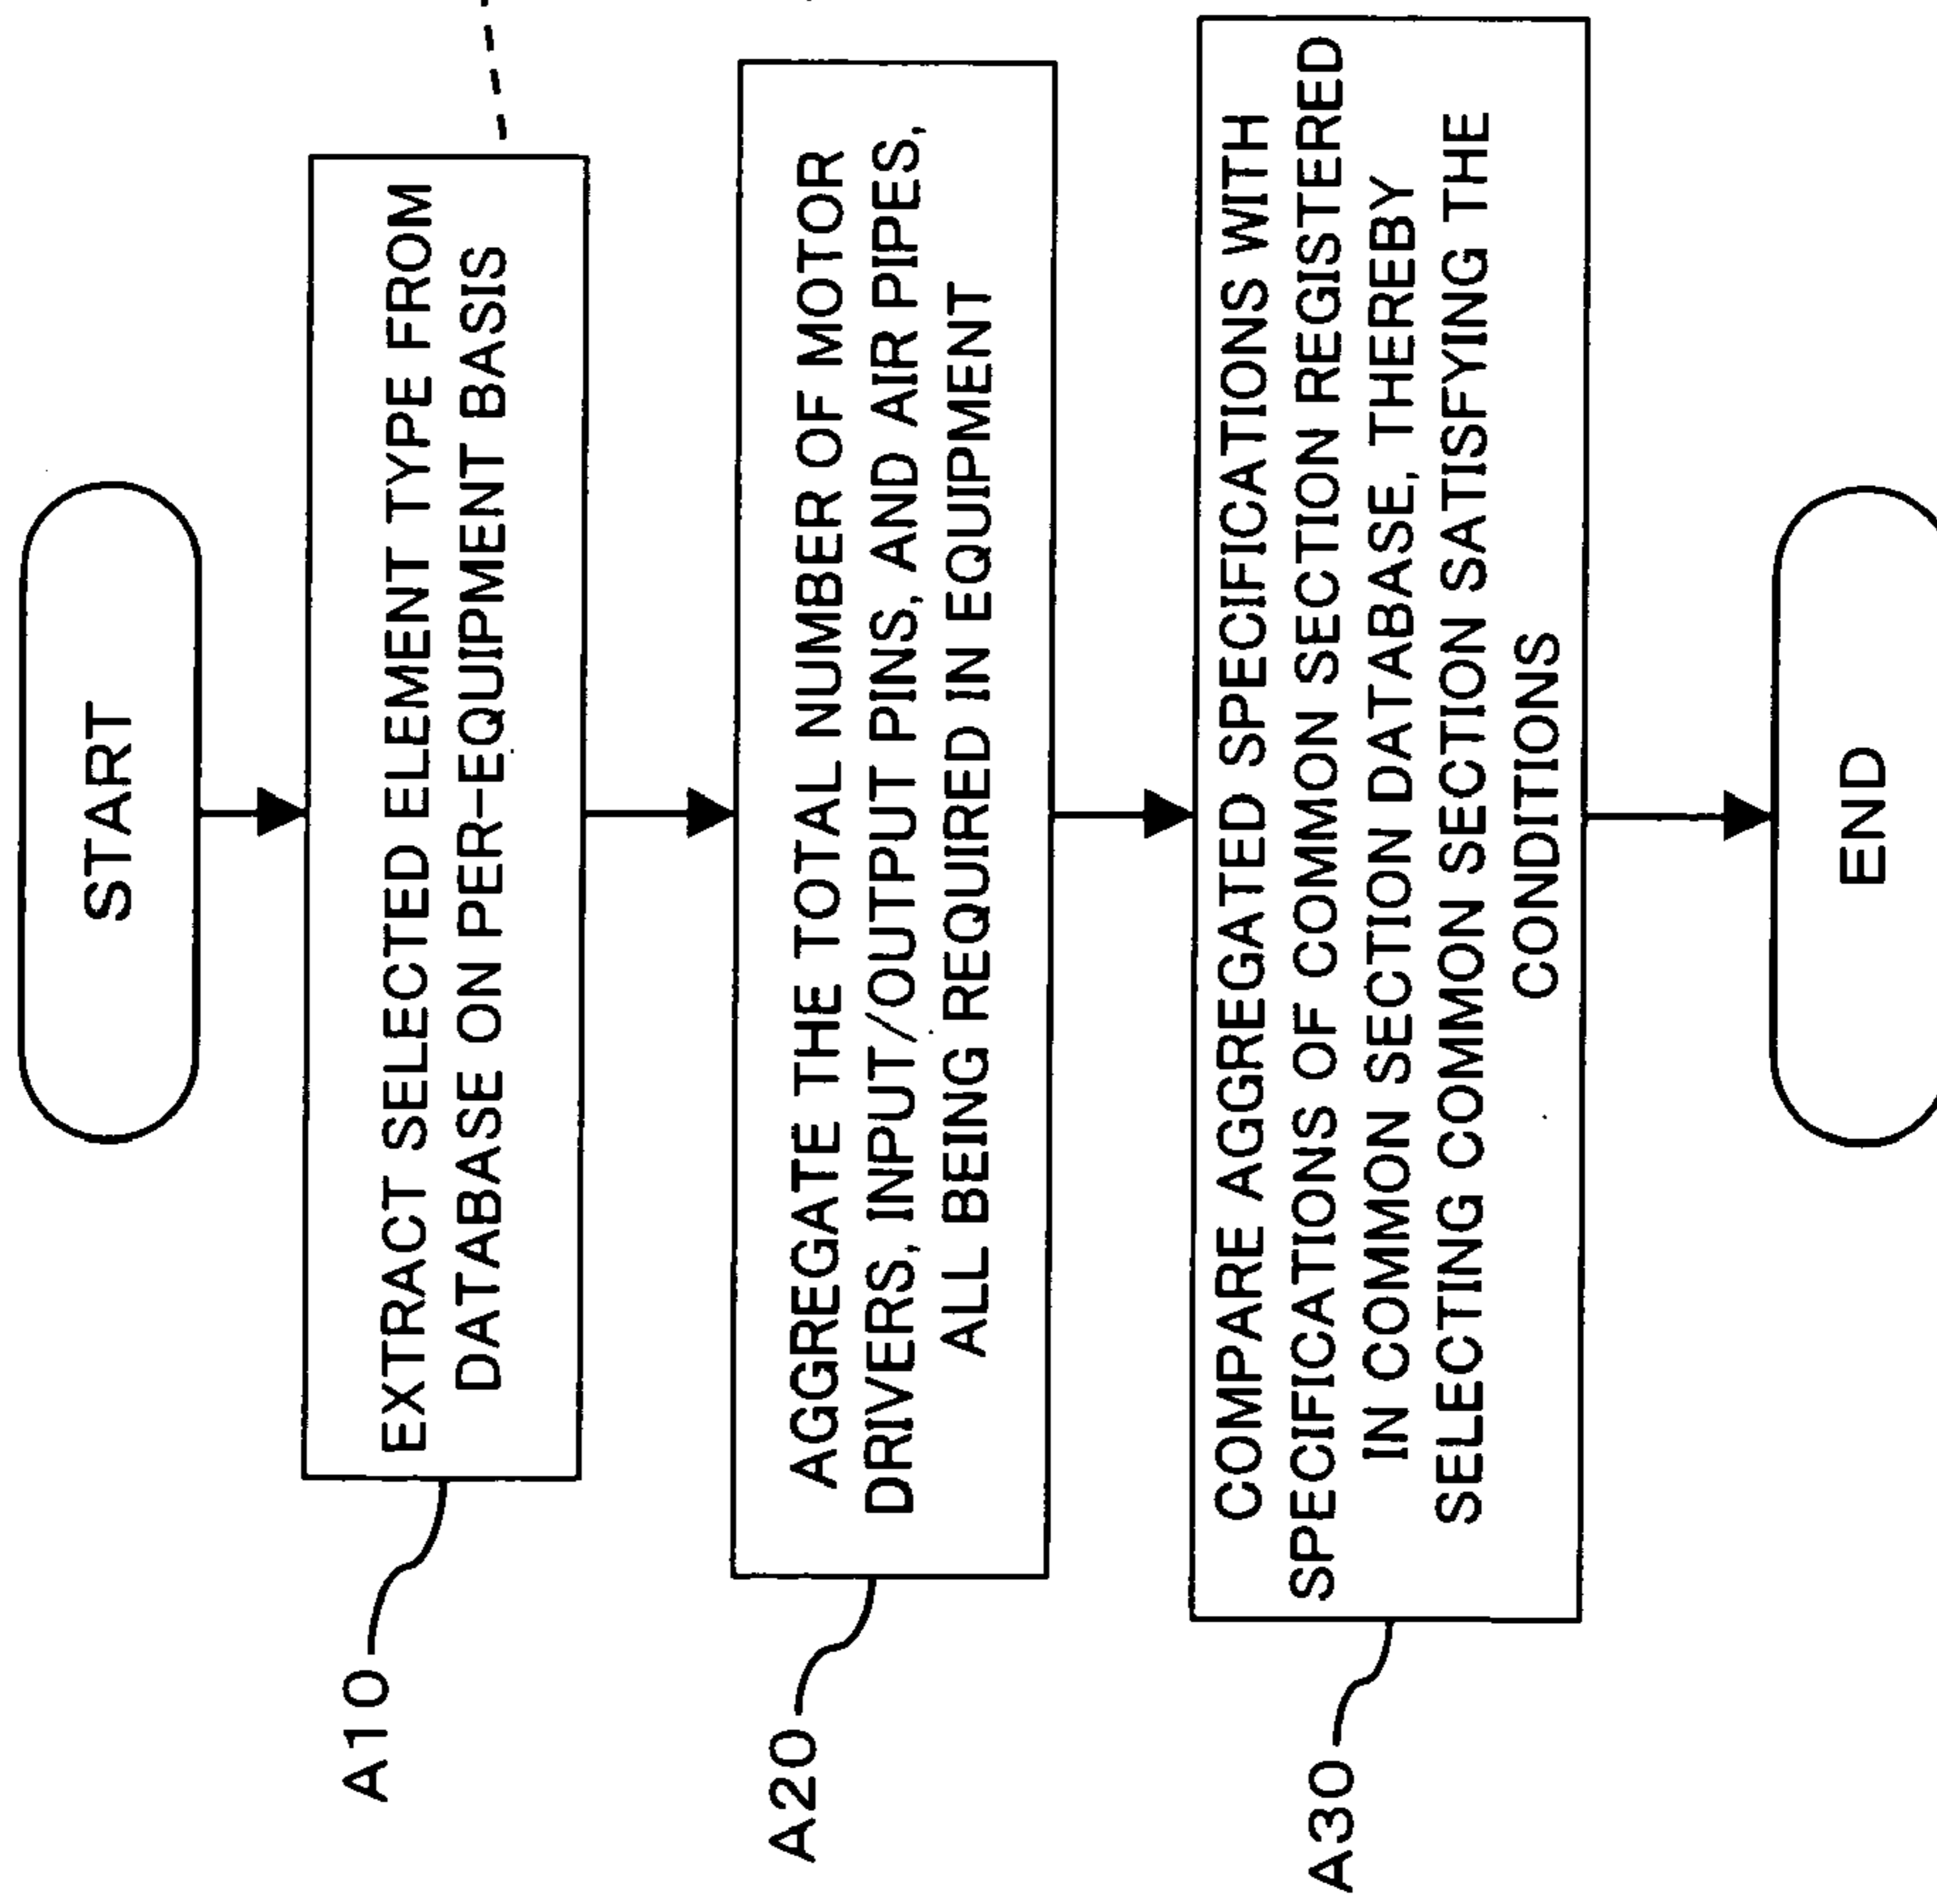 START
A10
EXTRACT SELECTED ELEMENT TYPE FROM
DATABASE ON PER-EQUIPMENT BASIS
A20
AGGREGATE THE TOTAL NUMBER OF MOTOR
DRIVERS, INPUT/OUTPUT PINS, AND AIR PIPES,
ALL BEING REQUIRED IN EQUIPMENT
A30
COMPARE AGGREGATED SPECIFICATIONS WITH
SPECIFICATIONS OF COMMON SECTION REGISTERED
IN COMMON SECTION DATABASE, THEREBY
SELECTING COMMON SECTION SATISFYING THE
CONDITIONS
END